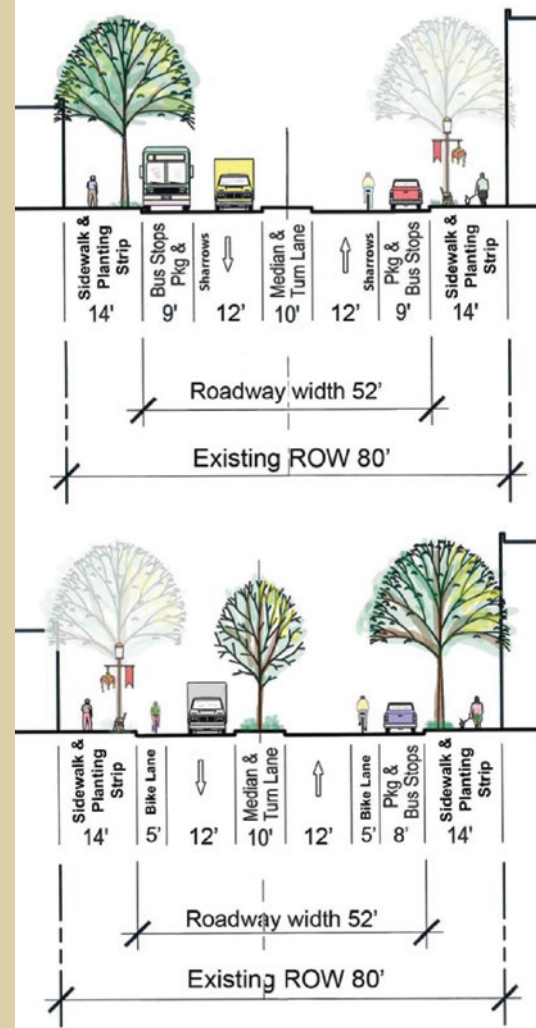 Sidewalk &
Planting
Strip
Bus Stops
Pkg &
Sharrows
Median &
Turn Lane
Sharrows
Pkg &
Bus Stops
Sidewalk &
Planting
Strip
14' 9' 12' 10' 12' 9' 14'
Roadway width 52'
Existing ROW 80'
Sidewalk &
Planting
Strip
Bike Lane
Median &
Turn Lane
Bike Lane
Pkg &
Bus Stops
Sidewalk &
Planting
Strip
14' 5' 12' 10' 12' 5' 8' 14'
Roadway width 52'
Existing ROW 80'